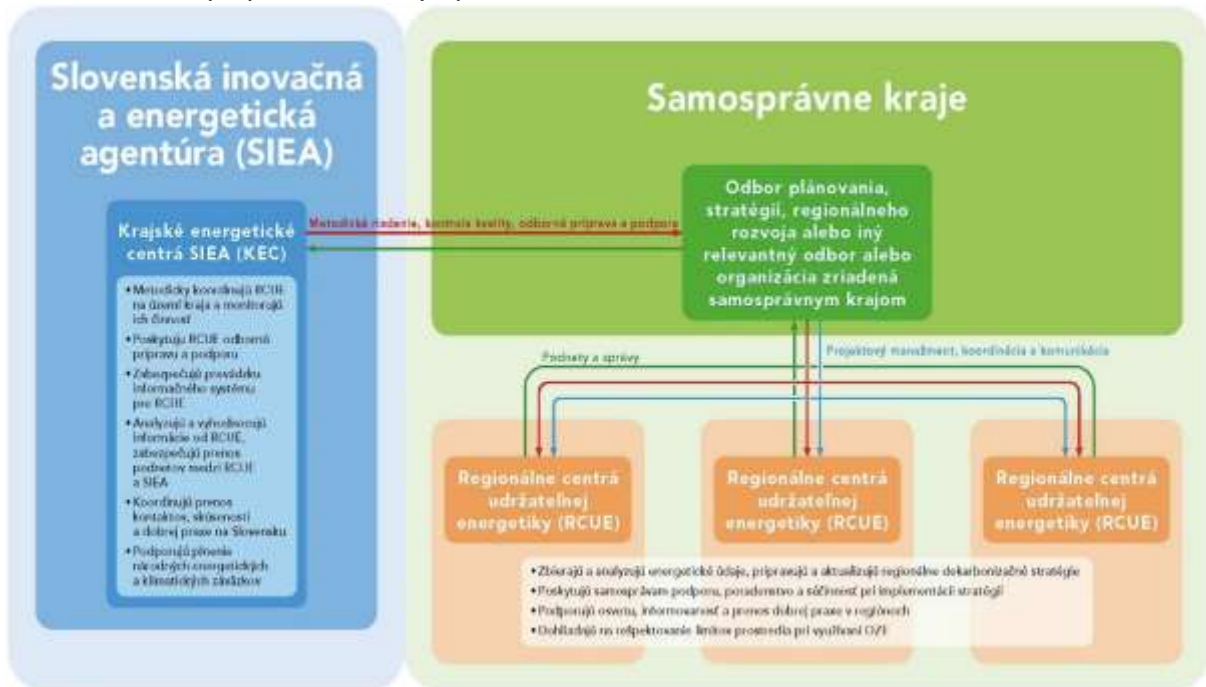 Slovenská inovačná
a energetická
agentúra (SIEA)
Krajské energetické
centrá SIEA (KEC)
• Metodicky koordinujú RCUE
na území kraja a monitorujú
ich činnosť
• Poskytujú RCUE odbornú
prípravu a podporu
• Zabezpečujú prevádzku
informačného systému
pre RCUE
• Analyzujú a vyhodnocujú
informácie od RCUE,
zabezpečujú prenos
podnetov medzi RCUE
a SIEA
• Koordinujú prenos
kontaktov, skúseností
a dobrej praxe na Slovensku
• Podporujú plnenie
národných energetických
a klimatických záväzkov
Metodické riadenie, kontrola kvality, odborná príprava a podpora
Samosprávne kraje
Odbor plánovania,
stratégií, regionálneho
rozvoja alebo iný
relevantný odbor alebo
organizácia zriadená
samosprávnym krajom
Podnety a správy
Projektový manažment, koordinácia a komunikácia
Regionálne centrá
udržateľnej
energetiky (RCUE)
Regionálne centrá
udržateľnej
energetiky (RCUE)
Regionálne centrá
udržateľnej
energetiky (RCUE)
• Zbierajú a analyzujú energetické údaje, pripravujú a aktualizujú regionálne dekarbonizačné stratégie
• Poskytujú samosprávam podporu, poradenstvo a súčinnosť pri implementácii stratégií
• Podporujú osvetu, informovanosť a prenos dobrej praxe v regiónoch
• Dohliadajú na rešpektovanie limitov prostredia pri využívaní OZE